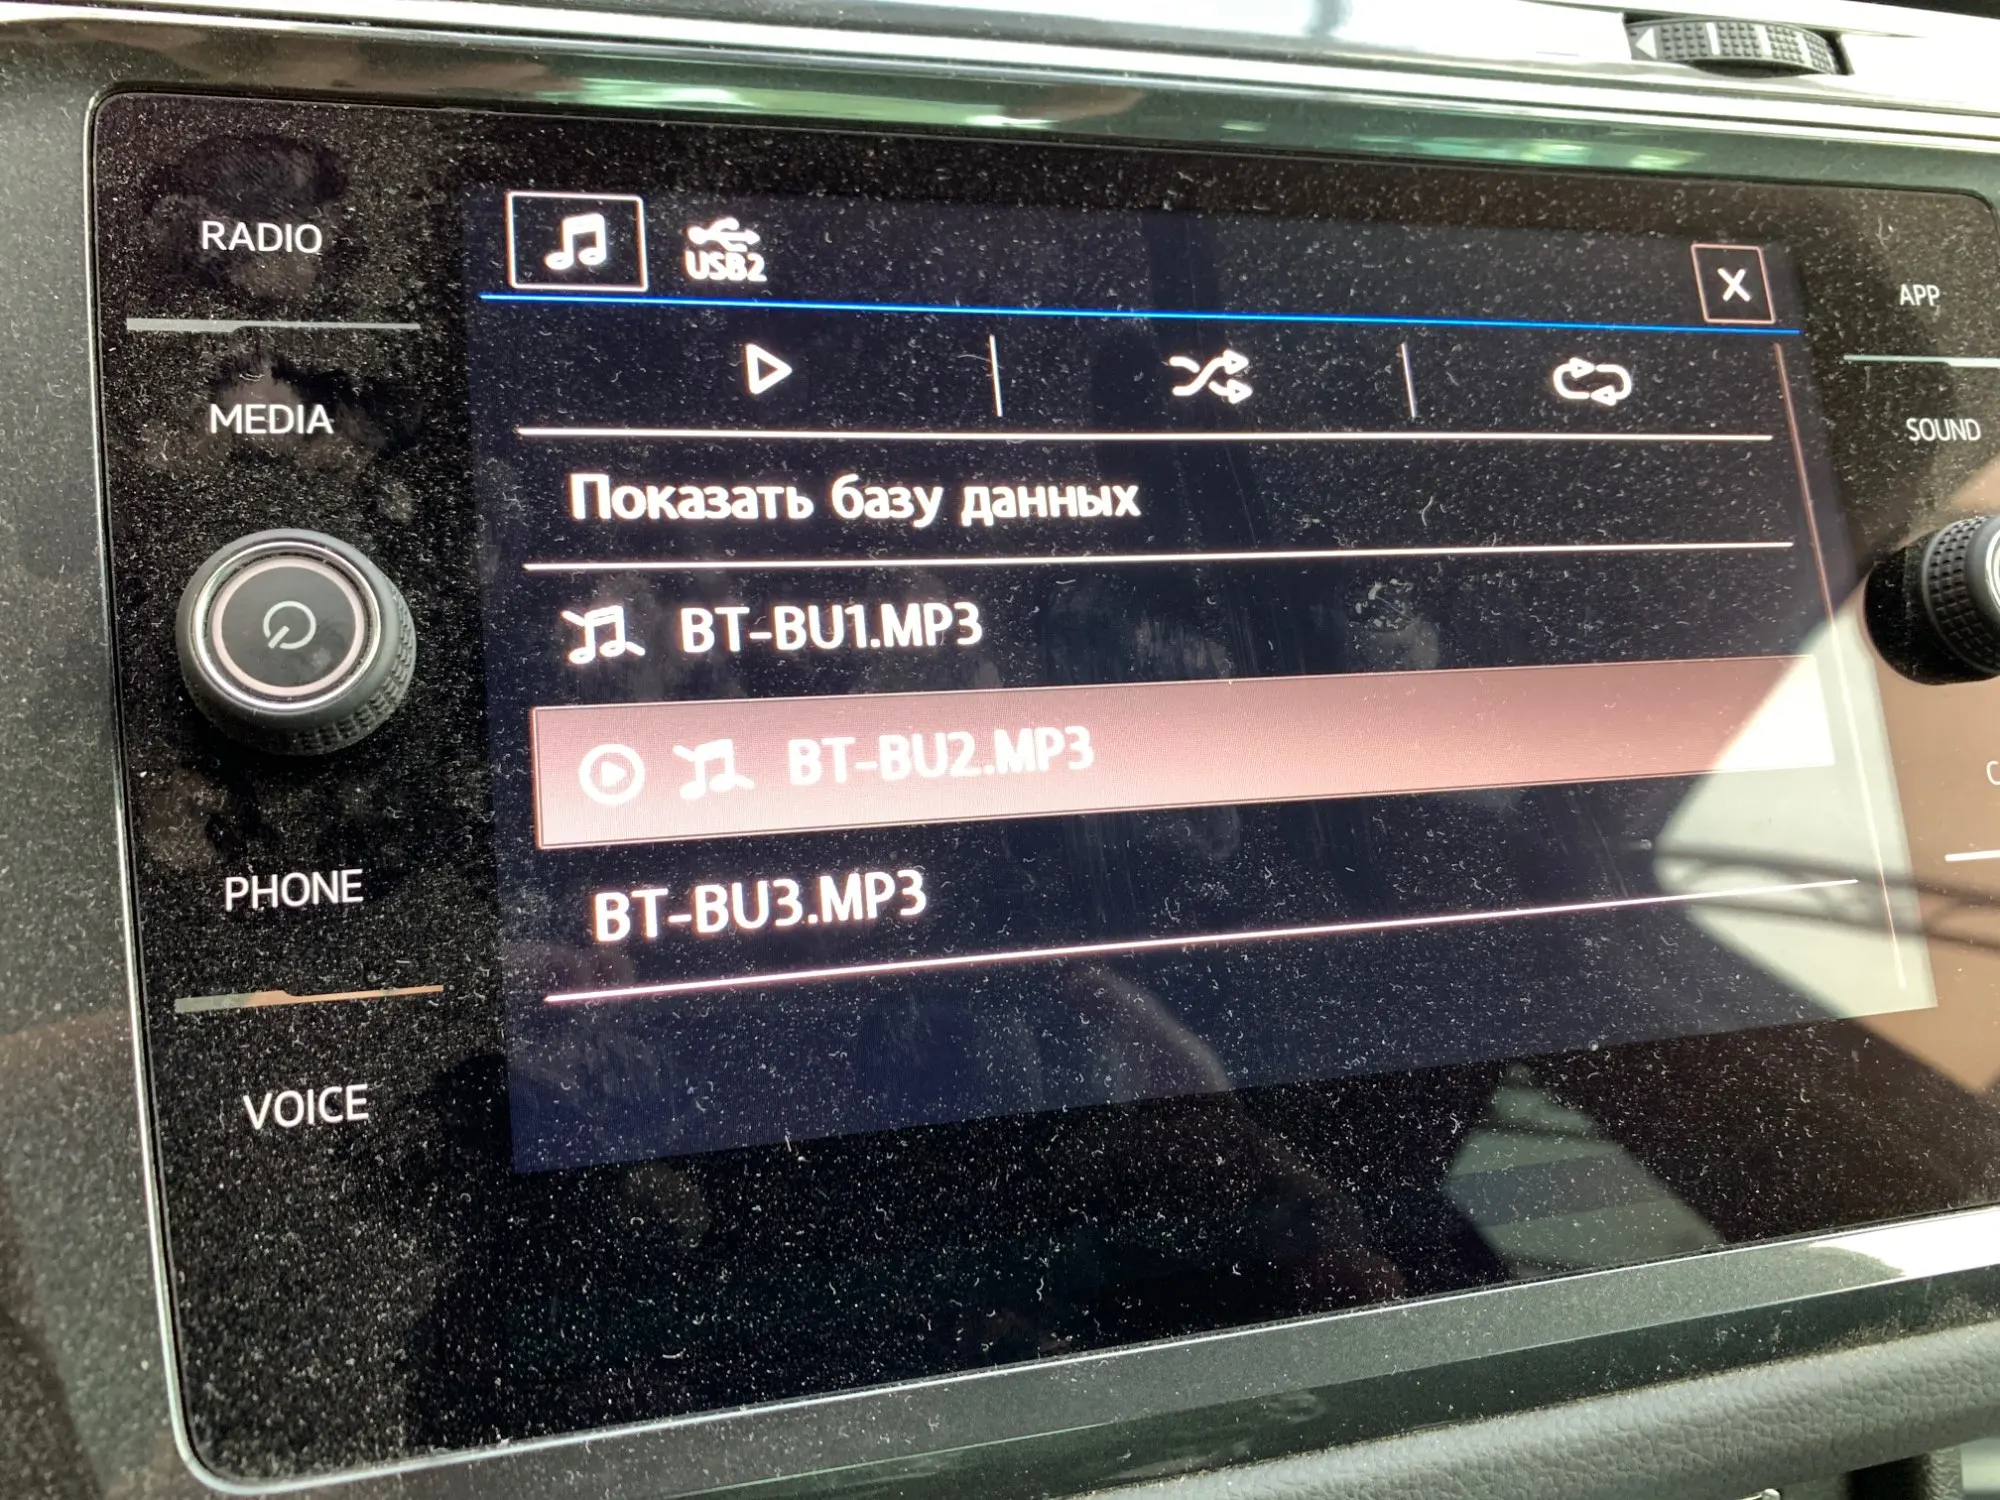 RADIO
MEDIA
PHONE
VOICE
USB2
X
Показать базу данных
BT-BU1.MP3
BT-BU2.MP3
BT-BU3.MP3
APP
SOUND